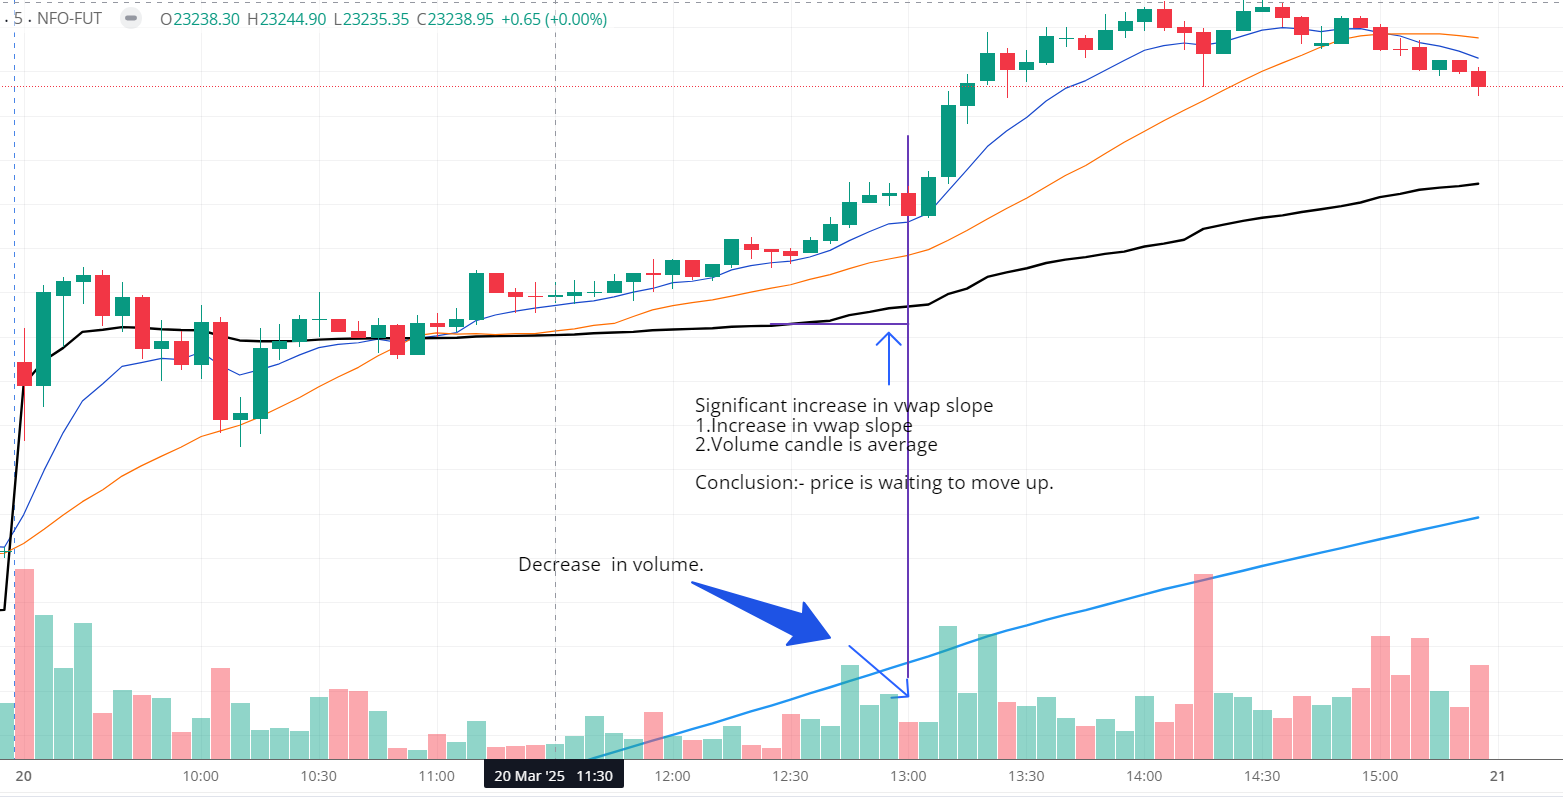 · 5 · NFO-FUT O23238.30 H23244.90 L23235.35 C23238.95 +0.65 (+0.00%)
Significant increase in vwap slope
1.Increase in vwap slope
2.Volume candle is average
Conclusion:- price is waiting to move up.
Decrease  in volume.
20 10:00 10:30 11:00 20 Mar '25 11:30 12:00 12:30 13:00 13:30 14:00 14:30 15:00 21